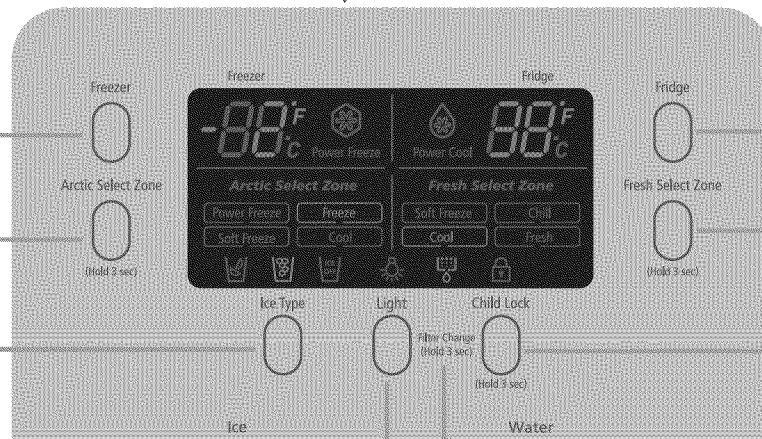 Freezer
Fridge
Freezer
Fridge
-88°F
°C
Power Freeze
Power Cool
88°F
°C
Arctic Select Zone
(Hold 3 sec)
Arctic Select Zone
Fresh Select Zone
Power Freeze
Freeze
Soft Freeze
Chill
Soft Freeze
Cool
Cool
Fresh
ICE
OFF
Fresh Select Zone
(Hold 3 sec)
Ice Type
Light
Child Lock
Filter Change
(Hold 3 sec)
(Hold 3 sec)
Ice
Water